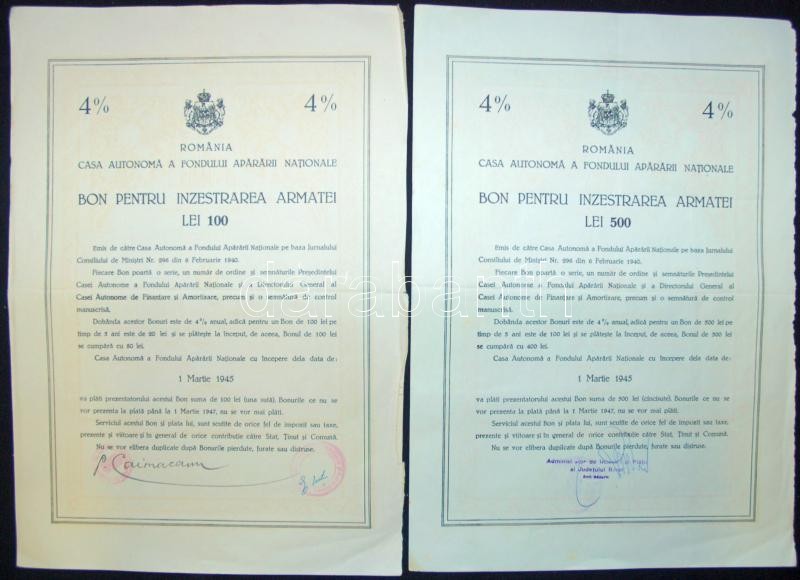 4% 4%
ROMÂNIA
CASA AUTONOMĂ A FONDULUI APĂRĂRII NAȚIONALE
BON PENTRU INZESTRAREA ARMATEI
LEI 100
Emis de către Casa Autonomă a Fondului Apărării Naționale pe baza Jurnalului
Consiliului de Miniștri Nr. 296 din 6 Februarie 1940.
Fiecare Bon poartă o serie, un număr de ordine și semnăturile Președintelui
Casei Autonome a Fondului Apărării Naționale și a Directorului General al
Casei Autonome de Finanțare și Amortizare, precum și o semnătură de control
manuscrisă.
Dobânda acestor Bonuri este de 4% anual, adică pentru un Bon de 100 lei pe
timp de 5 ani este de 20 lei și se plătește la început, de aceea, Bonul de 100 lei
se cumpără cu 80 lei.
Casa Autonomă a Fondului Apărării Naționale cu începere dela data de:
1 Martie 1945
va plăti prezentatorului acestui Bon suma de 100 lei (una sută). Bonurile ce nu se
vor prezenta la plată până la 1 Martie 1947, nu se vor mai plăti.
Serviciul acestui Bon și plata lui, sunt scutite de orice fel de impozit sau taxe,
prezente și viitoare și în general de orice contribuție către Stat, Ținut și Comună.
Nu se vor elibera duplicate după Bonurile pierdute, furate sau distruse.
4% 4%
ROMÂNIA
CASA AUTONOMĂ A FONDULUI APĂRĂRII NAȚIONALE
BON PENTRU INZESTRAREA ARMATEI
LEI 500
Emis de către Casa Autonomă a Fondului Apărării Naționale pe baza Jurnalului
Consiliului de Miniștri Nr. 296 din 6 Februarie 1940.
Fiecare Bon poartă o serie, un număr de ordine și semnăturile Președintelui
Casei Autonome a Fondului Apărării Naționale și a Directorului General al
Casei Autonome de Finanțare și Amortizare, precum și o semnătură de control
manuscrisă.
Dobânda acestor Bonuri este de 4% anual, adică pentru un Bon de 500 lei pe
timp de 5 ani este de 100 lei și se plătește la început, de aceea, Bonul de 500 lei
se cumpără cu 400 lei.
Casa Autonomă a Fondului Apărării Naționale cu începere dela data de:
1 Martie 1945
va plăti prezentatorului acestui Bon suma de 500 lei (cincisute). Bonurile ce nu se
vor prezenta la plată până la 1 Martie 1947, nu se vor mai plăti.
Serviciul acestui Bon și plata lui, sunt scutite de orice fel de impozit sau taxe,
prezente și viitoare și în general de orice contribuție către Stat, Ținut și Comună.
Nu se vor elibera duplicate după Bonurile pierdute, furate sau distruse.
al Județului
darabanth